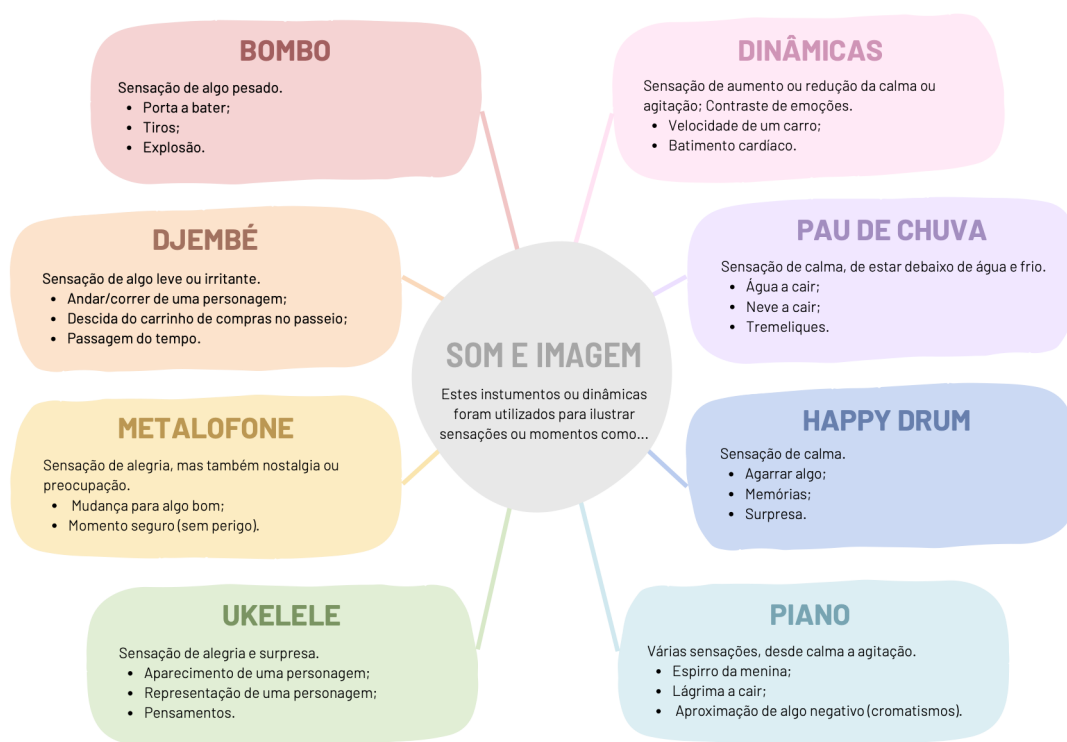 BOMBO
Sensação de algo pesado.
• Porta a bater;
• Tiros;
• Explosão.
DINÂMICAS
Sensação de aumento ou redução da calma ou
agitação; Contraste de emoções.
• Velocidade de um carro;
• Batimento cardíaco.
DJEMBÉ
Sensação de algo leve ou irritante.
• Andar/correr de uma personagem;
• Descida do carrinho de compras no passeio;
• Passagem do tempo.
PAU DE CHUVA
Sensação de calma, de estar debaixo de água e frio.
• Água a cair;
• Neve a cair;
• Tremeliques.
SOM E IMAGEM
Estes instumentos ou dinâmicas
foram utilizados para ilustrar
sensações ou momentos como...
METALOFONE
Sensação de alegria, mas também nostalgia ou
preocupação.
• Mudança para algo bom;
• Momento seguro (sem perigo).
HAPPY DRUM
Sensação de calma.
• Agarrar algo;
• Memórias;
• Surpresa.
UKELELE
Sensação de alegria e surpresa.
• Aparecimento de uma personagem;
• Representação de uma personagem;
• Pensamentos.
PIANO
Várias sensações, desde calma a agitação.
• Espirro da menina;
• Lágrima a cair;
• Aproximação de algo negativo (cromatismos).